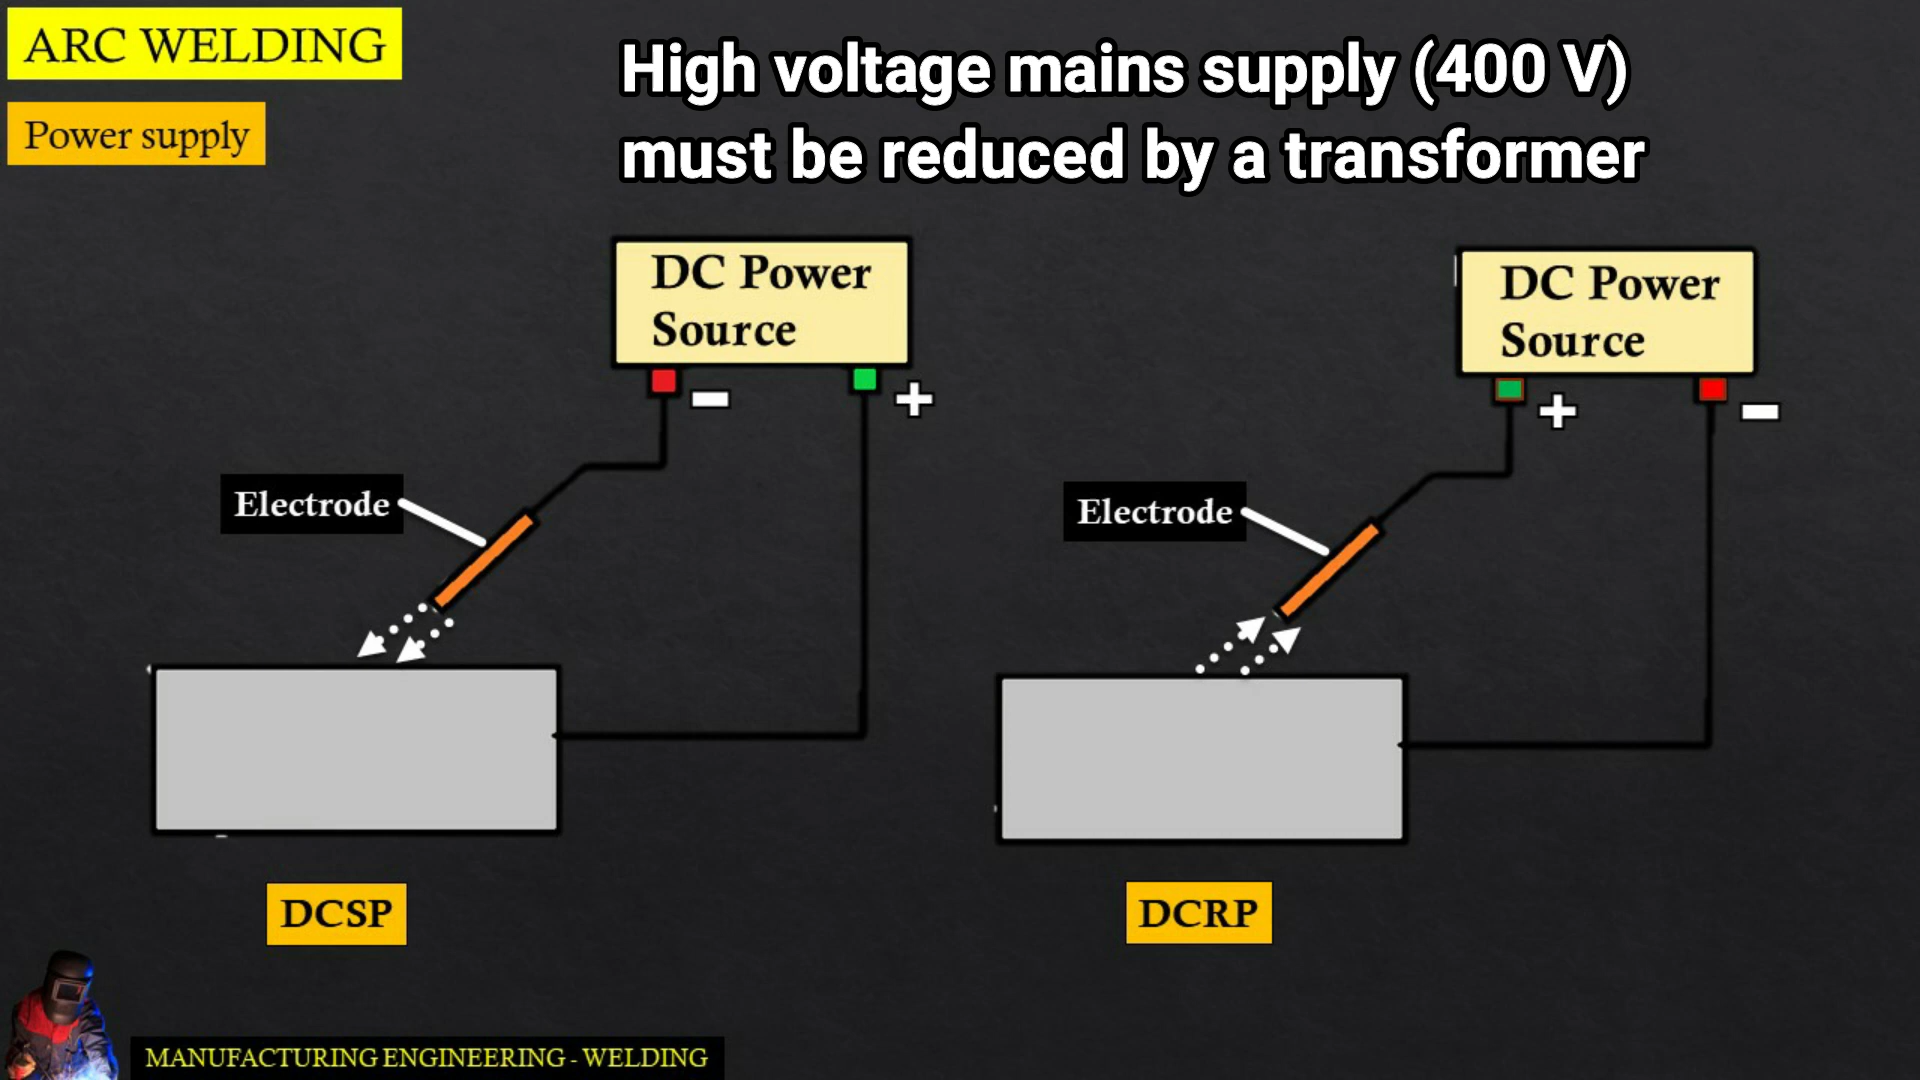 ARC WELDING
Power supply
High voltage mains supply (400 V)
must be reduced by a transformer
DC Power
Source
DC Power
Source
−
+
+
−
Electrode
Electrode
DCSP
DCRP
MANUFACTURING ENGINEERING - WELDING